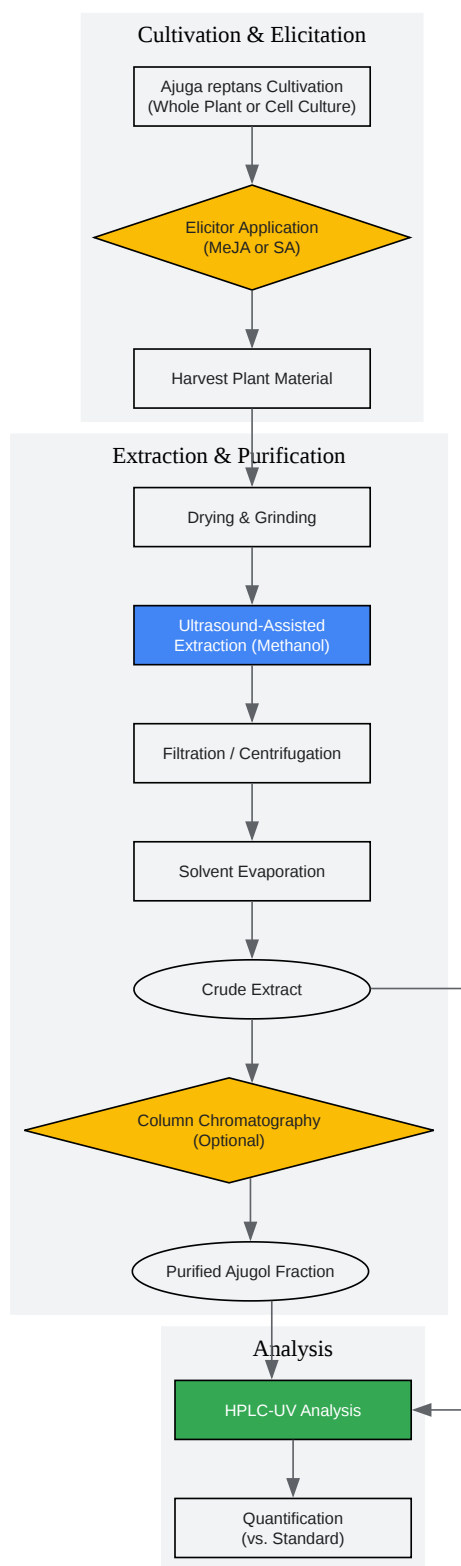 Cultivation & Elicitation
Ajuga reptans Cultivation
(Whole Plant or Cell Culture)
Elicitor Application
(MeJA or SA)
Harvest Plant Material
Extraction & Purification
Drying & Grinding
Ultrasound-Assisted
Extraction (Methanol)
Filtration / Centrifugation
Solvent Evaporation
Crude Extract
Column Chromatography
(Optional)
Purified Ajugol Fraction
Analysis
HPLC-UV Analysis
Quantification
(vs. Standard)